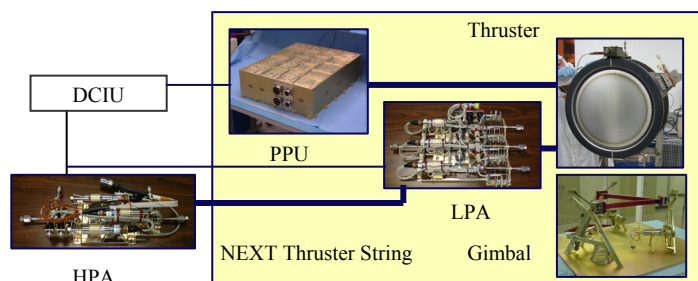 Thruster
DCIU
PPU
LPA
NEXT Thruster String
Gimbal
HPA